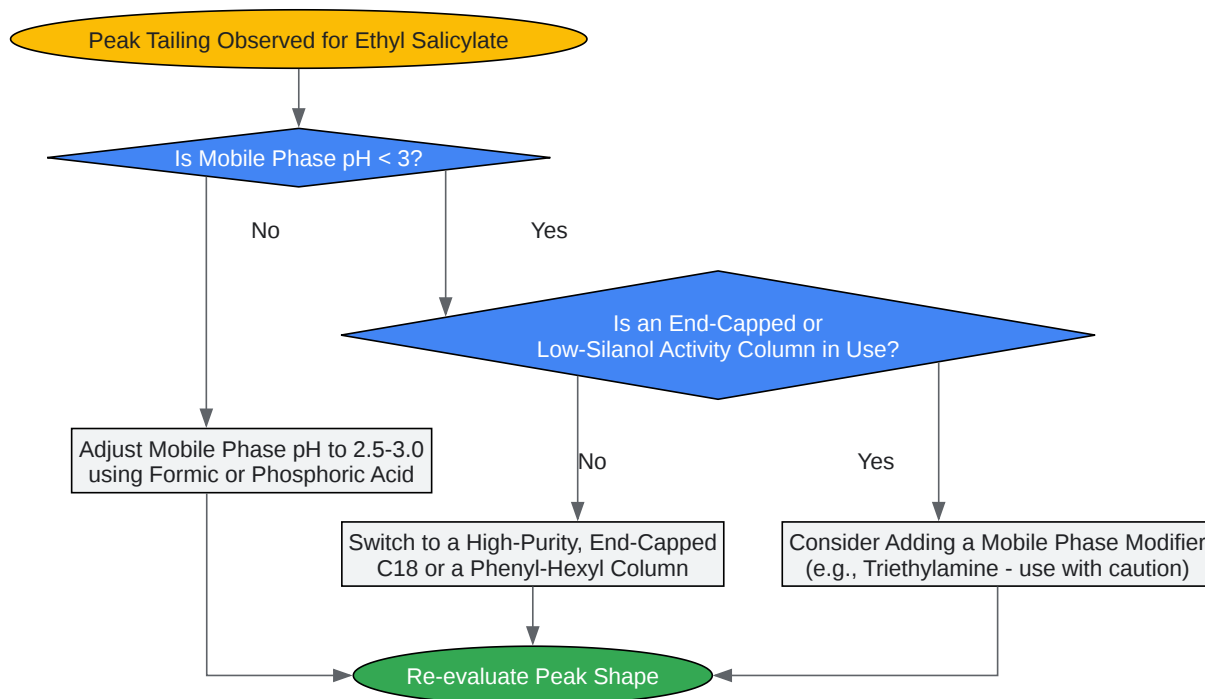 Peak Tailing Observed for Ethyl Salicylate
Is Mobile Phase pH < 3?
No
Yes
Is an End-Capped or
Low-Silanol Activity Column in Use?
Adjust Mobile Phase pH to 2.5-3.0
using Formic or Phosphoric Acid
No
Yes
Switch to a High-Purity, End-Capped
C18 or a Phenyl-Hexyl Column
Consider Adding a Mobile Phase Modifier
(e.g., Triethylamine - use with caution)
Re-evaluate Peak Shape